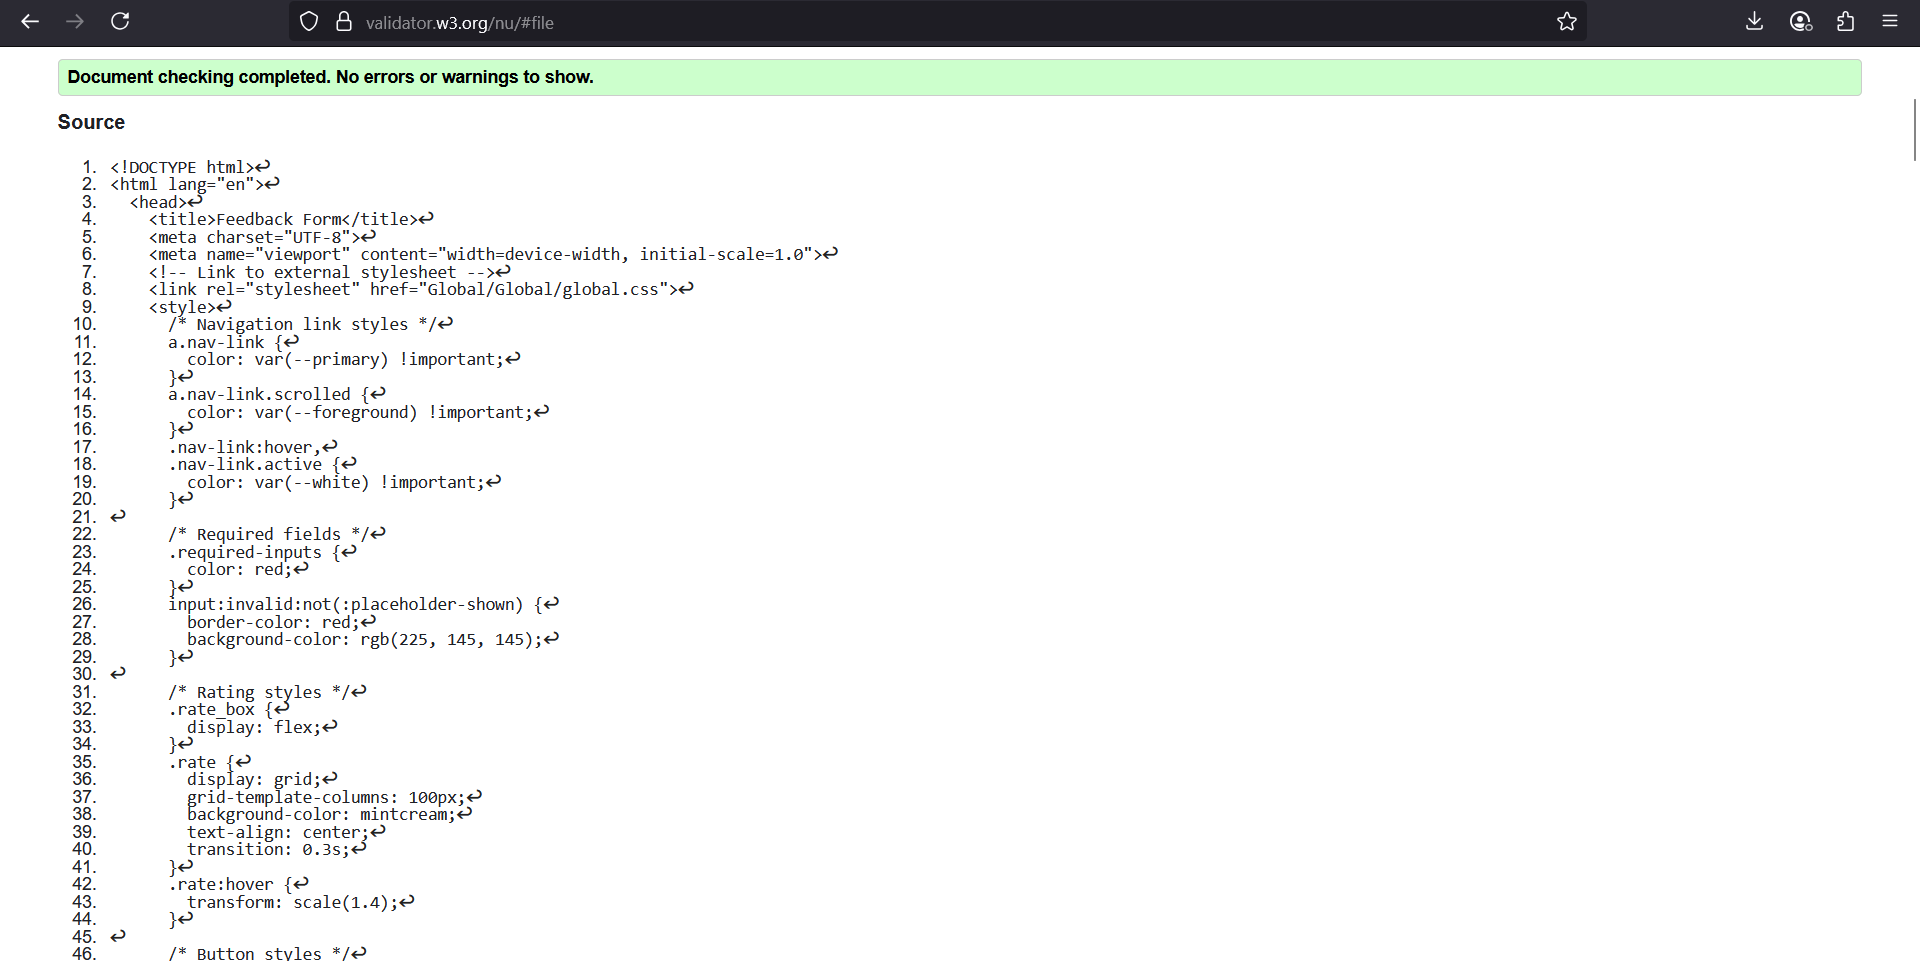 validator.w3.org/nu/#file
Document checking completed. No errors or warnings to show.
Source
1. <!DOCTYPE html>↩
2. <html lang="en">↩
3.   <head>↩
4.     <title>Feedback Form</title>↩
5.     <meta charset="UTF-8">↩
6.     <meta name="viewport" content="width=device-width, initial-scale=1.0">↩
7.     <!-- Link to external stylesheet -->↩
8.     <link rel="stylesheet" href="Global/Global/global.css">↩
9.     <style>↩
10.       /* Navigation link styles */↩
11.       a.nav-link {↩
12.         color: var(--primary) !important;↩
13.       }↩
14.       a.nav-link.scrolled {↩
15.         color: var(--foreground) !important;↩
16.       }↩
17.       .nav-link:hover,↩
18.       .nav-link.active {↩
19.         color: var(--white) !important;↩
20.       }↩
21. ↩
22.       /* Required fields */↩
23.       .required-inputs {↩
24.         color: red;↩
25.       }↩
26.       input:invalid:not(:placeholder-shown) {↩
27.         border-color: red;↩
28.         background-color: rgb(225, 145, 145);↩
29.       }↩
30. ↩
31.       /* Rating styles */↩
32.       .rate_box {↩
33.         display: flex;↩
34.       }↩
35.       .rate {↩
36.         display: grid;↩
37.         grid-template-columns: 100px;↩
38.         background-color: mintcream;↩
39.         text-align: center;↩
40.         transition: 0.3s;↩
41.       }↩
42.       .rate:hover {↩
43.         transform: scale(1.4);↩
44.       }↩
45. ↩
46.       /* Button styles */↩